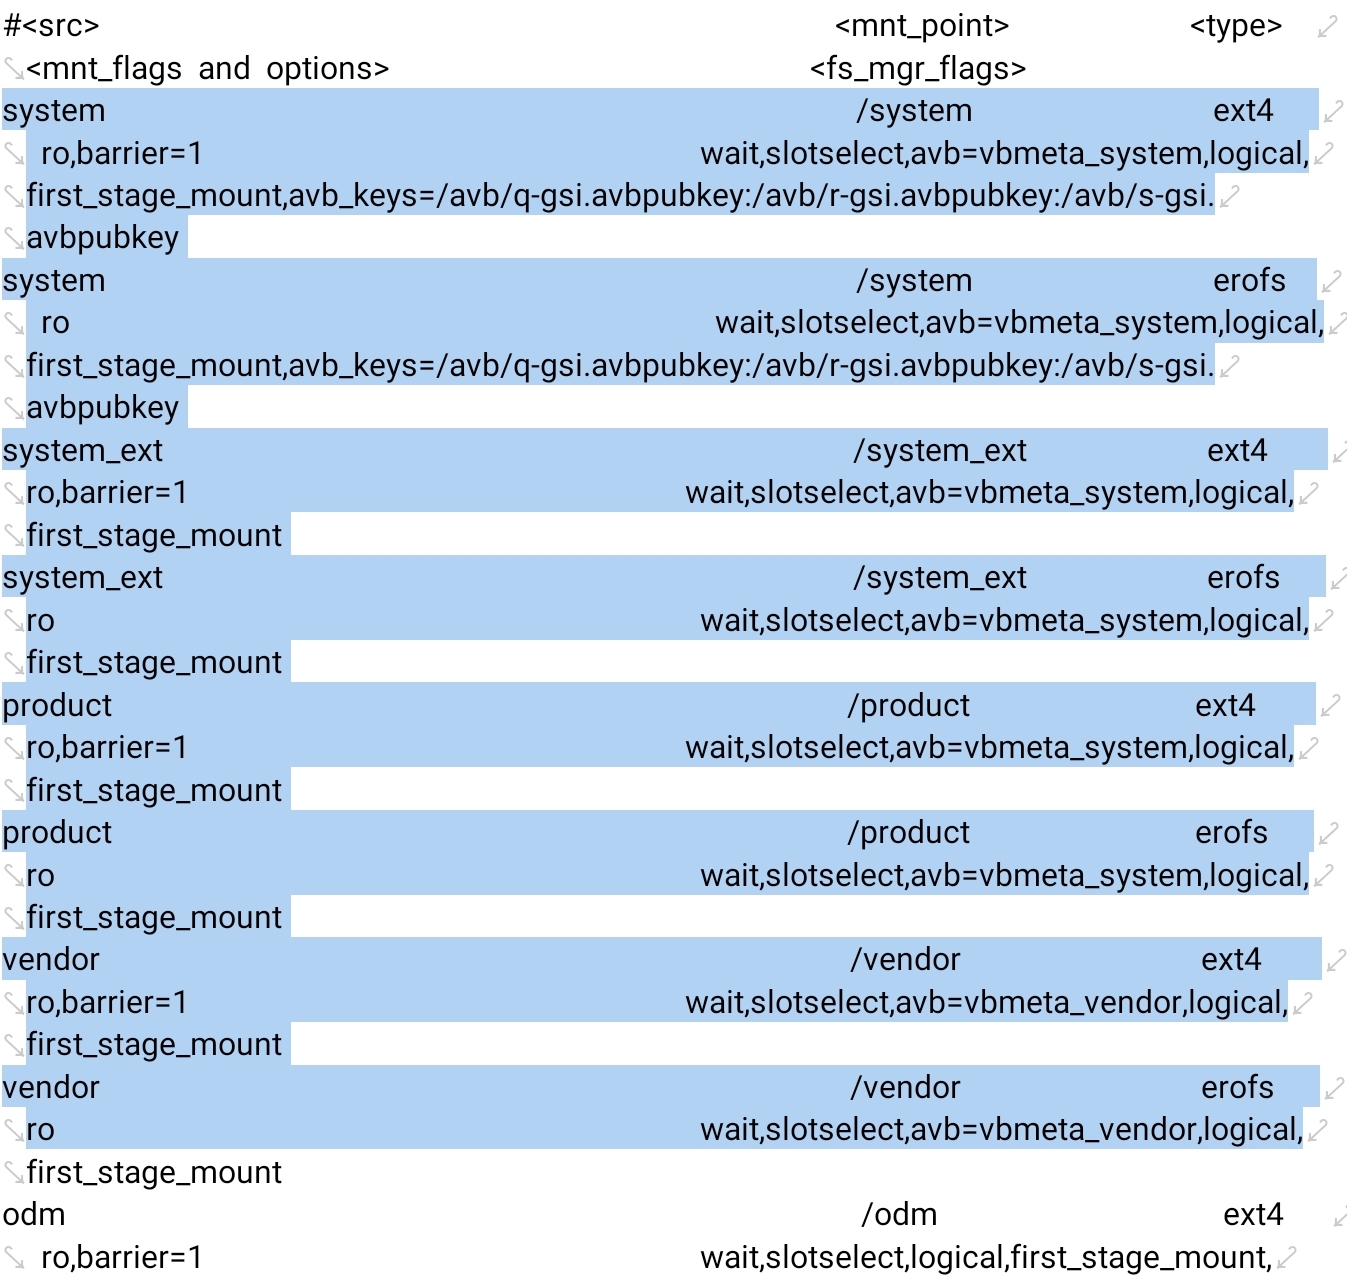 #<src> <mnt_point> <type>
<mnt_flags and options> <fs_mgr_flags>
system /system ext4
ro,barrier=1 wait,slotselect,avb=vbmeta_system,logical,
first_stage_mount,avb_keys=/avb/q-gsi.avbpubkey:/avb/r-gsi.avbpubkey:/avb/s-gsi.
avbpubkey
system /system erofs
ro wait,slotselect,avb=vbmeta_system,logical,
first_stage_mount,avb_keys=/avb/q-gsi.avbpubkey:/avb/r-gsi.avbpubkey:/avb/s-gsi.
avbpubkey
system_ext /system_ext ext4
ro,barrier=1 wait,slotselect,avb=vbmeta_system,logical,
first_stage_mount
system_ext /system_ext erofs
ro wait,slotselect,avb=vbmeta_system,logical,
first_stage_mount
product /product ext4
ro,barrier=1 wait,slotselect,avb=vbmeta_system,logical,
first_stage_mount
product /product erofs
ro wait,slotselect,avb=vbmeta_system,logical,
first_stage_mount
vendor /vendor ext4
ro,barrier=1 wait,slotselect,avb=vbmeta_vendor,logical,
first_stage_mount
vendor /vendor erofs
ro wait,slotselect,avb=vbmeta_vendor,logical,
first_stage_mount
odm /odm ext4
ro,barrier=1 wait,slotselect,logical,first_stage_mount,